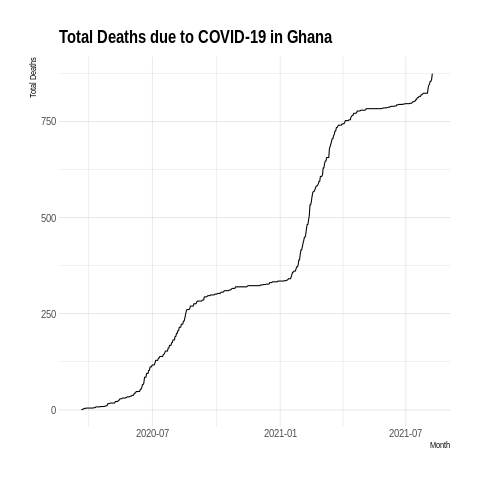 Total Deaths due to COVID-19 in Ghana
Total Deaths
750
500
250
0
2020-07
2021-01
2021-07
Month